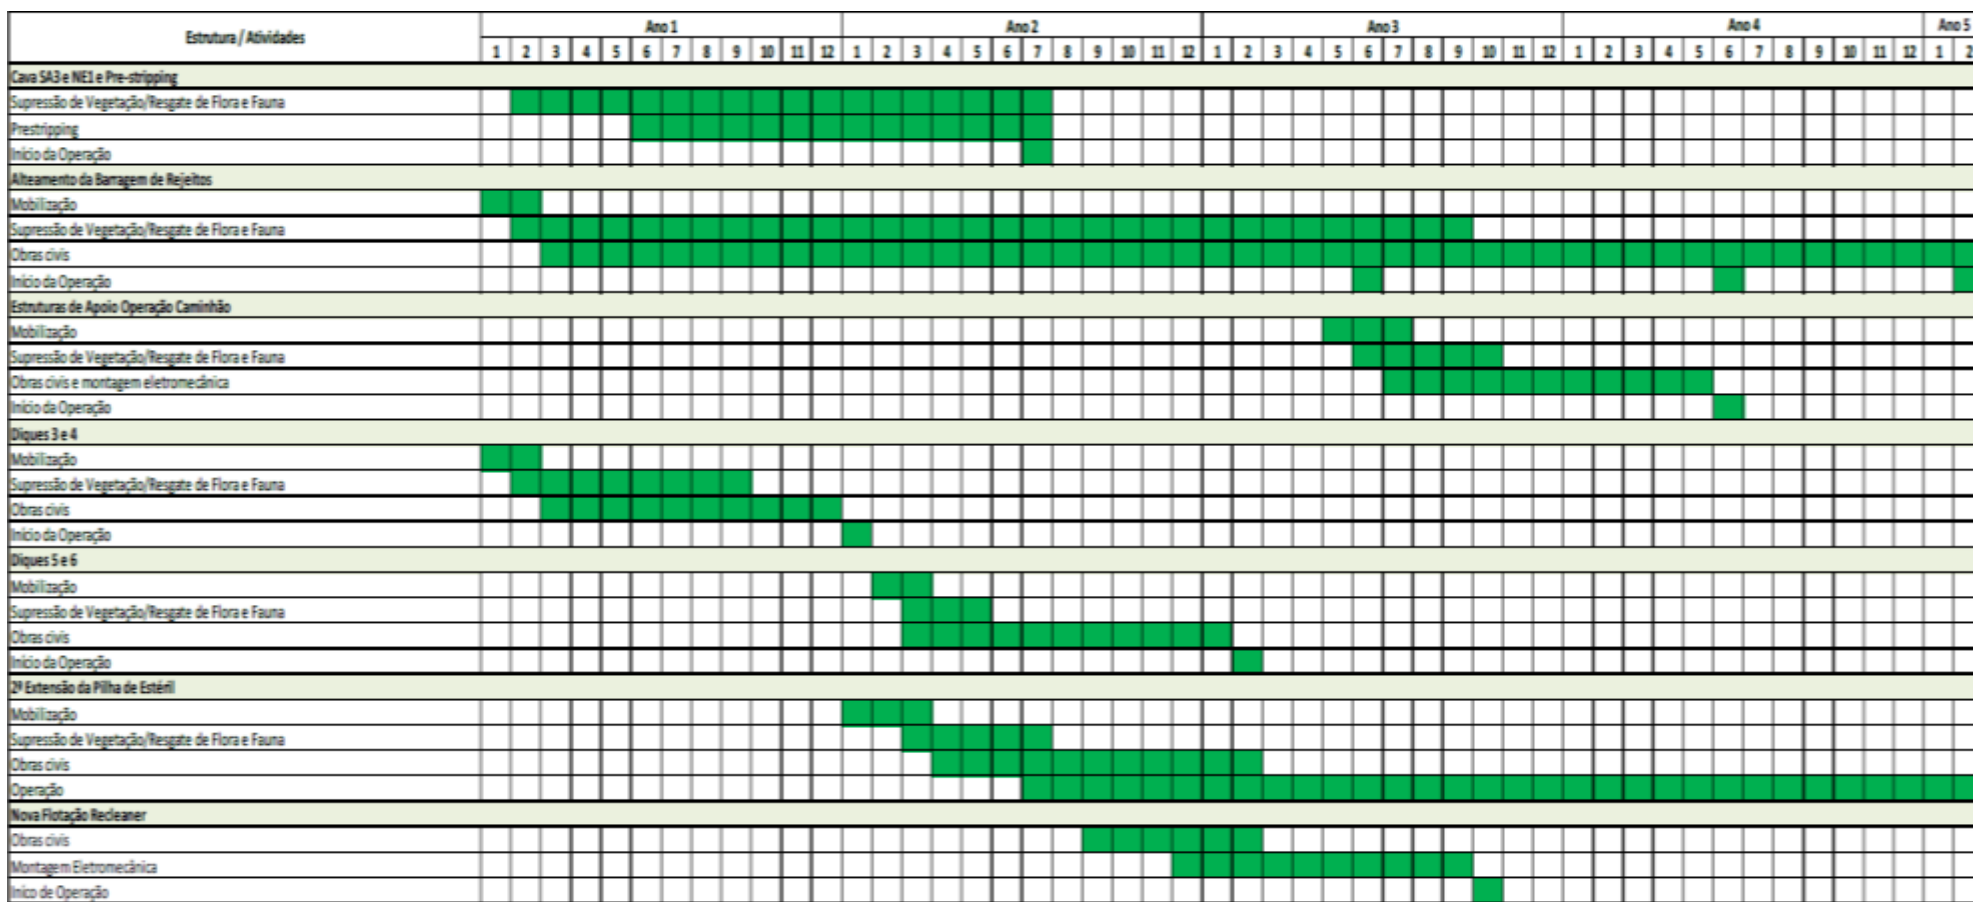 Estrutura / Atividades
Ano 1 Ano 2 Ano 3 Ano 4 Ano 5
1 2 3 4 5 6 7 8 9 10 11 12 1 2 3 4 5 6 7 8 9 10 11 12 1 2 3 4 5 6 7 8 9 10 11 12 1 2 3 4 5 6 7 8 9 10 11 12 1 2
Cava SA3 e NE1 e Pre-stripping
Supressão de Vegetação/Resgate de Flora e Fauna
Prestripping
Início da Operação
Alteamento da Barragem de Rejeitos
Mobilização
Supressão de Vegetação/Resgate de Flora e Fauna
Obras civis
Início da Operação
Estruturas de Apoio Operação Caminhão
Mobilização
Supressão de Vegetação/Resgate de Flora e Fauna
Obras civis e montagem eletromecânica
Início da Operação
Diques 3 e 4
Mobilização
Supressão de Vegetação/Resgate de Flora e Fauna
Obras civis
Início da Operação
Diques 5 e 6
Mobilização
Supressão de Vegetação/Resgate de Flora e Fauna
Obras civis
Início da Operação
2ª Extensão da Pilha de Estéril
Mobilização
Supressão de Vegetação/Resgate de Flora e Fauna
Obras civis
Operação
Nova Flotação Recleaner
Obras civis
Montagem Eletromecânica
Inico de Operação